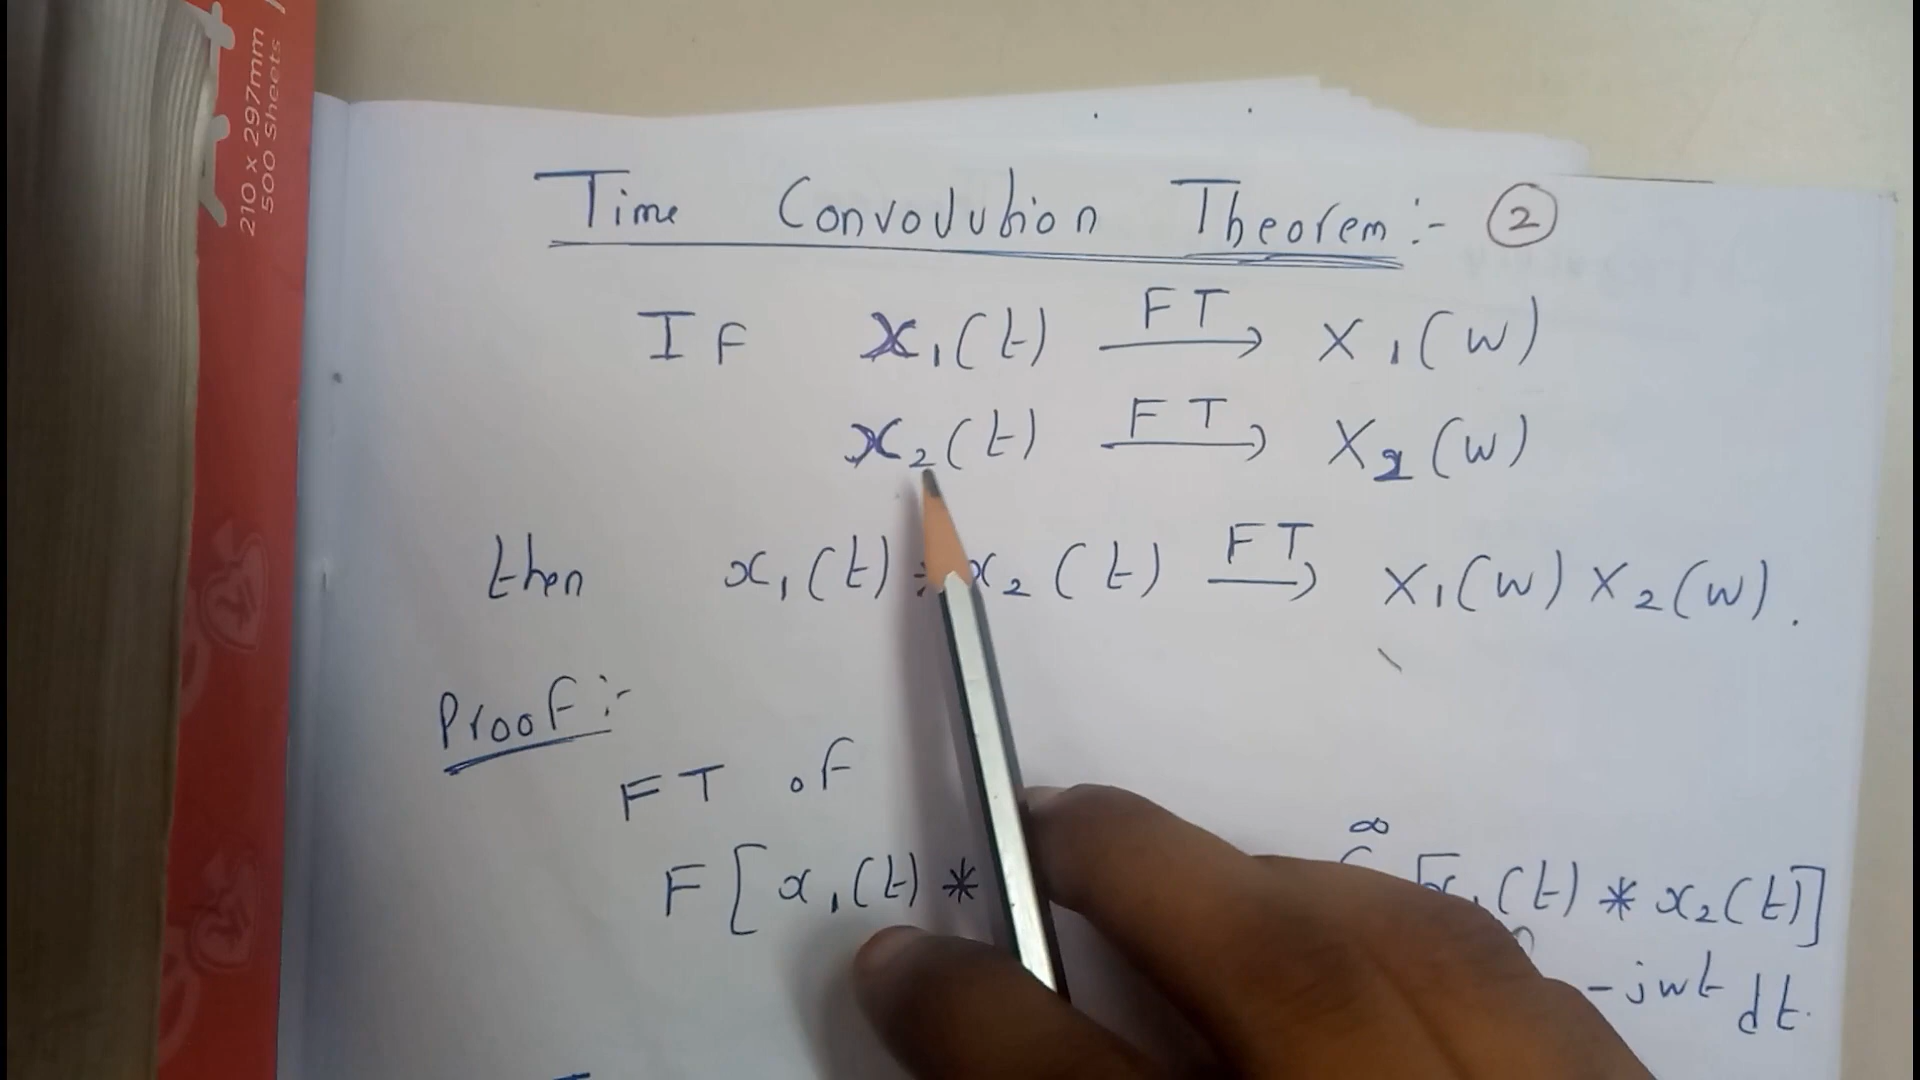 210 x 297mm
500 Sheets
Time Convolution Theorem :- 2
If x₁(t) FT→ X₁(w)
x₂(t) FT→ X₂(w)
then x₁(t) * x₂(t) FT→ X₁(w) X₂(w).
Proof :-
FT of
F[x₁(t) * ∞ [x₁(t) * x₂(t)]
-jwt dt.